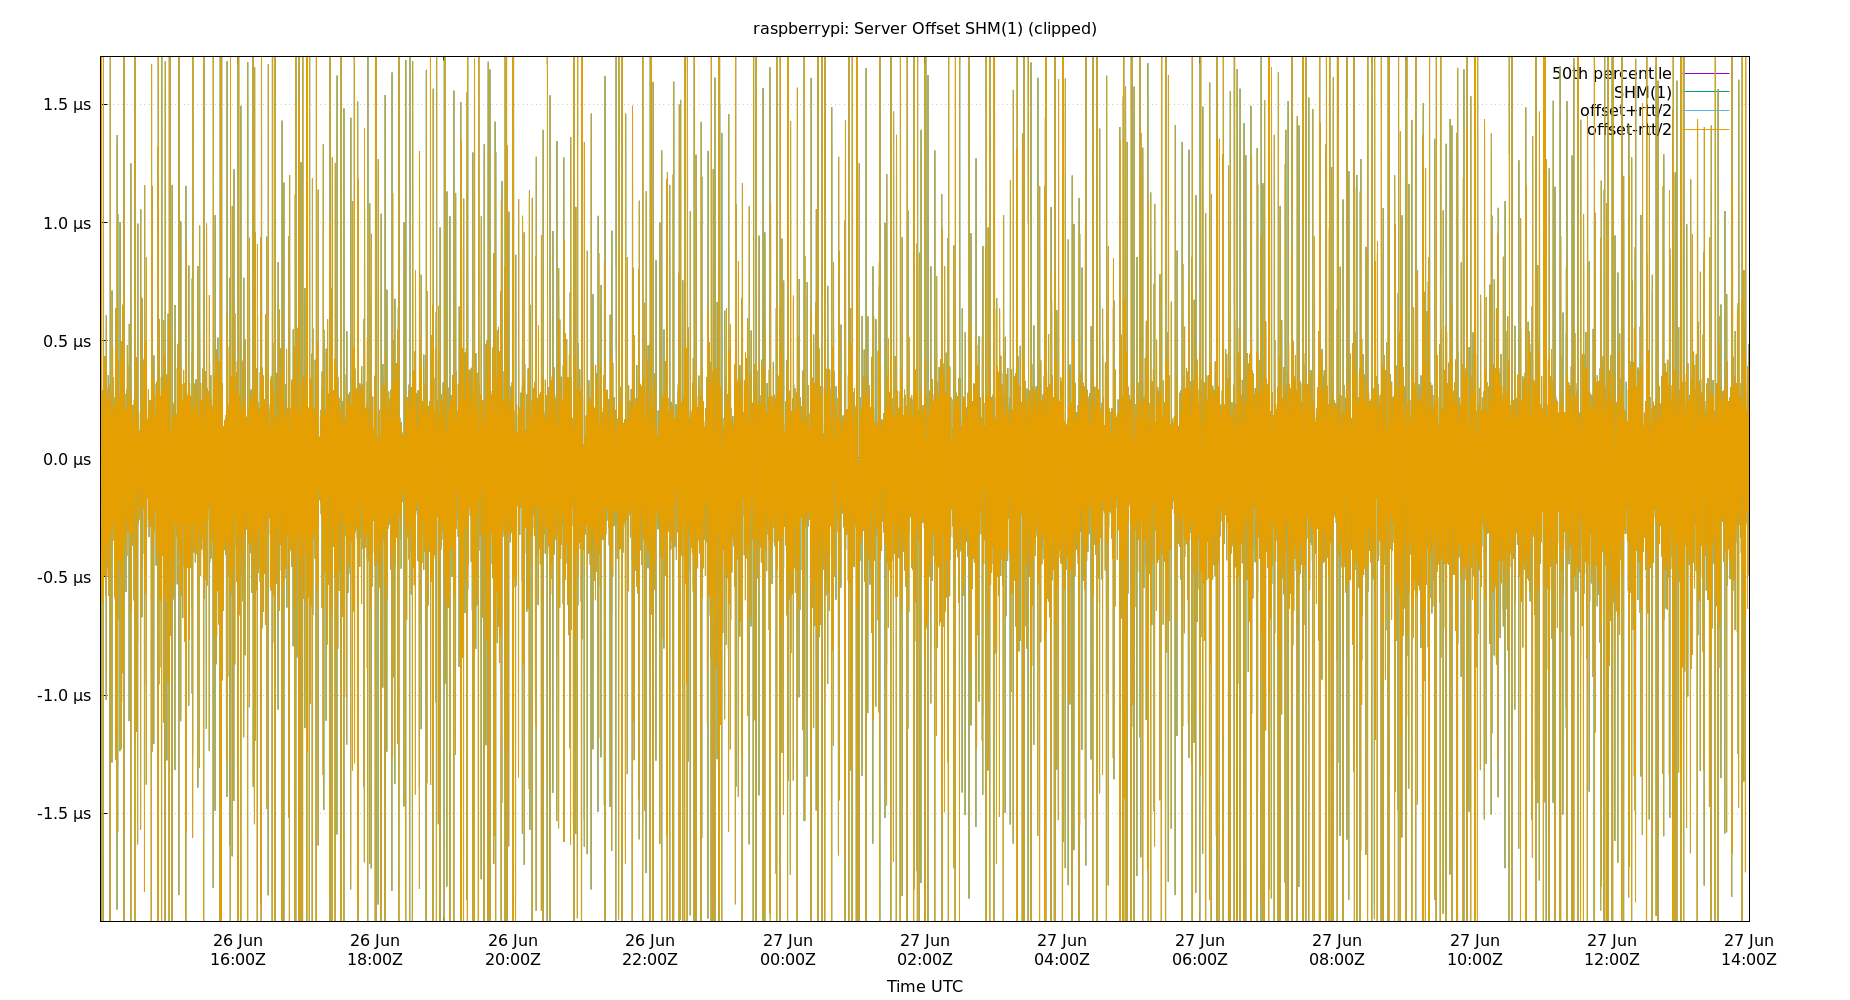 raspberrypi: Server Offset SHM(1) (clipped)
50th percentile
SHM(1)
offset+rtt/2
offset-rtt/2
1.5 µs
1.0 µs
0.5 µs
0.0 µs
-0.5 µs
-1.0 µs
-1.5 µs
26 Jun 26 Jun 26 Jun 26 Jun 27 Jun 27 Jun 27 Jun 27 Jun 27 Jun 27 Jun 27 Jun 27 Jun
16:00Z 18:00Z 20:00Z 22:00Z 00:00Z 02:00Z 04:00Z 06:00Z 08:00Z 10:00Z 12:00Z 14:00Z
Time UTC